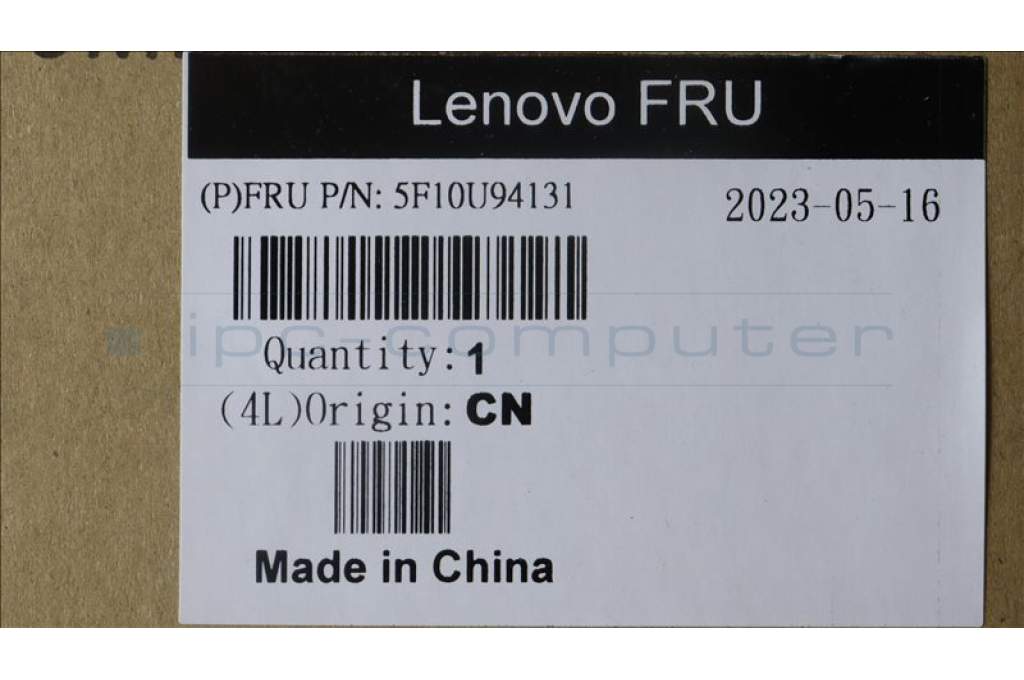 Lenovo FRU
(P)FRU P/N: 5F10U94131
2023-05-16
ipc-computer
Quantity: 1
(4L)Origin: CN
Made in China